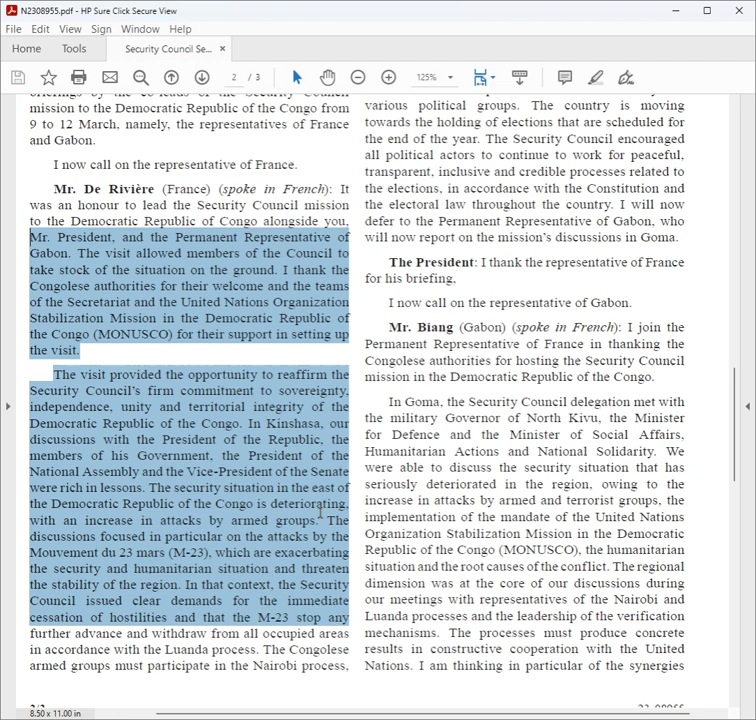 N2308955.pdf - HP Sure Click Secure View
File Edit View Sign Window Help
Home Tools Security Council Se... ×
2 / 3 125%
mission to the Democratic Republic of the Congo from
9 to 12 March, namely, the representatives of France
and Gabon.
I now call on the representative of France.
Mr. De Rivière (France) (spoke in French): It
was an honour to lead the Security Council mission
to the Democratic Republic of Congo alongside you,
Mr. President, and the Permanent Representative of
Gabon. The visit allowed members of the Council to
take stock of the situation on the ground. I thank the
Congolese authorities for their welcome and the teams
of the Secretariat and the United Nations Organization
Stabilization Mission in the Democratic Republic of
the Congo (MONUSCO) for their support in setting up
the visit.
The visit provided the opportunity to reaffirm the
Security Council's firm commitment to sovereignty,
independence, unity and territorial integrity of the
Democratic Republic of the Congo. In Kinshasa, our
discussions with the President of the Republic, the
members of his Government, the President of the
National Assembly and the Vice-President of the Senate
were rich in lessons. The security situation in the east of
the Democratic Republic of the Congo is deteriorating,
with an increase in attacks by armed groups. The
discussions focused in particular on the attacks by the
Mouvement du 23 mars (M-23), which are exacerbating
the security and humanitarian situation and threaten
the stability of the region. In that context, the Security
Council issued clear demands for the immediate
cessation of hostilities and that the M-23 stop any
further advance and withdraw from all occupied areas
in accordance with the Luanda process. The Congolese
armed groups must participate in the Nairobi process,
various political groups. The country is moving
towards the holding of elections that are scheduled for
the end of the year. The Security Council encouraged
all political actors to continue to work for peaceful,
transparent, inclusive and credible processes related to
the elections, in accordance with the Constitution and
the electoral law throughout the country. I will now
defer to the Permanent Representative of Gabon, who
will now report on the mission's discussions in Goma.
The President: I thank the representative of France
for his briefing,
I now call on the representative of Gabon.
Mr. Biang (Gabon) (spoke in French): I join the
Permanent Representative of France in thanking the
Congolese authorities for hosting the Security Council
mission in the Democratic Republic of the Congo.
In Goma, the Security Council delegation met with
the military Governor of North Kivu, the Minister
for Defence and the Minister of Social Affairs,
Humanitarian Actions and National Solidarity. We
were able to discuss the security situation that has
seriously deteriorated in the region, owing to the
increase in attacks by armed and terrorist groups, the
implementation of the mandate of the United Nations
Organization Stabilization Mission in the Democratic
Republic of the Congo (MONUSCO), the humanitarian
situation and the root causes of the conflict. The regional
dimension was at the core of our discussions during
our meetings with representatives of the Nairobi and
Luanda processes and the leadership of the verification
mechanisms. The processes must produce concrete
results in constructive cooperation with the United
Nations. I am thinking in particular of the synergies
8.50 x 11.00 in